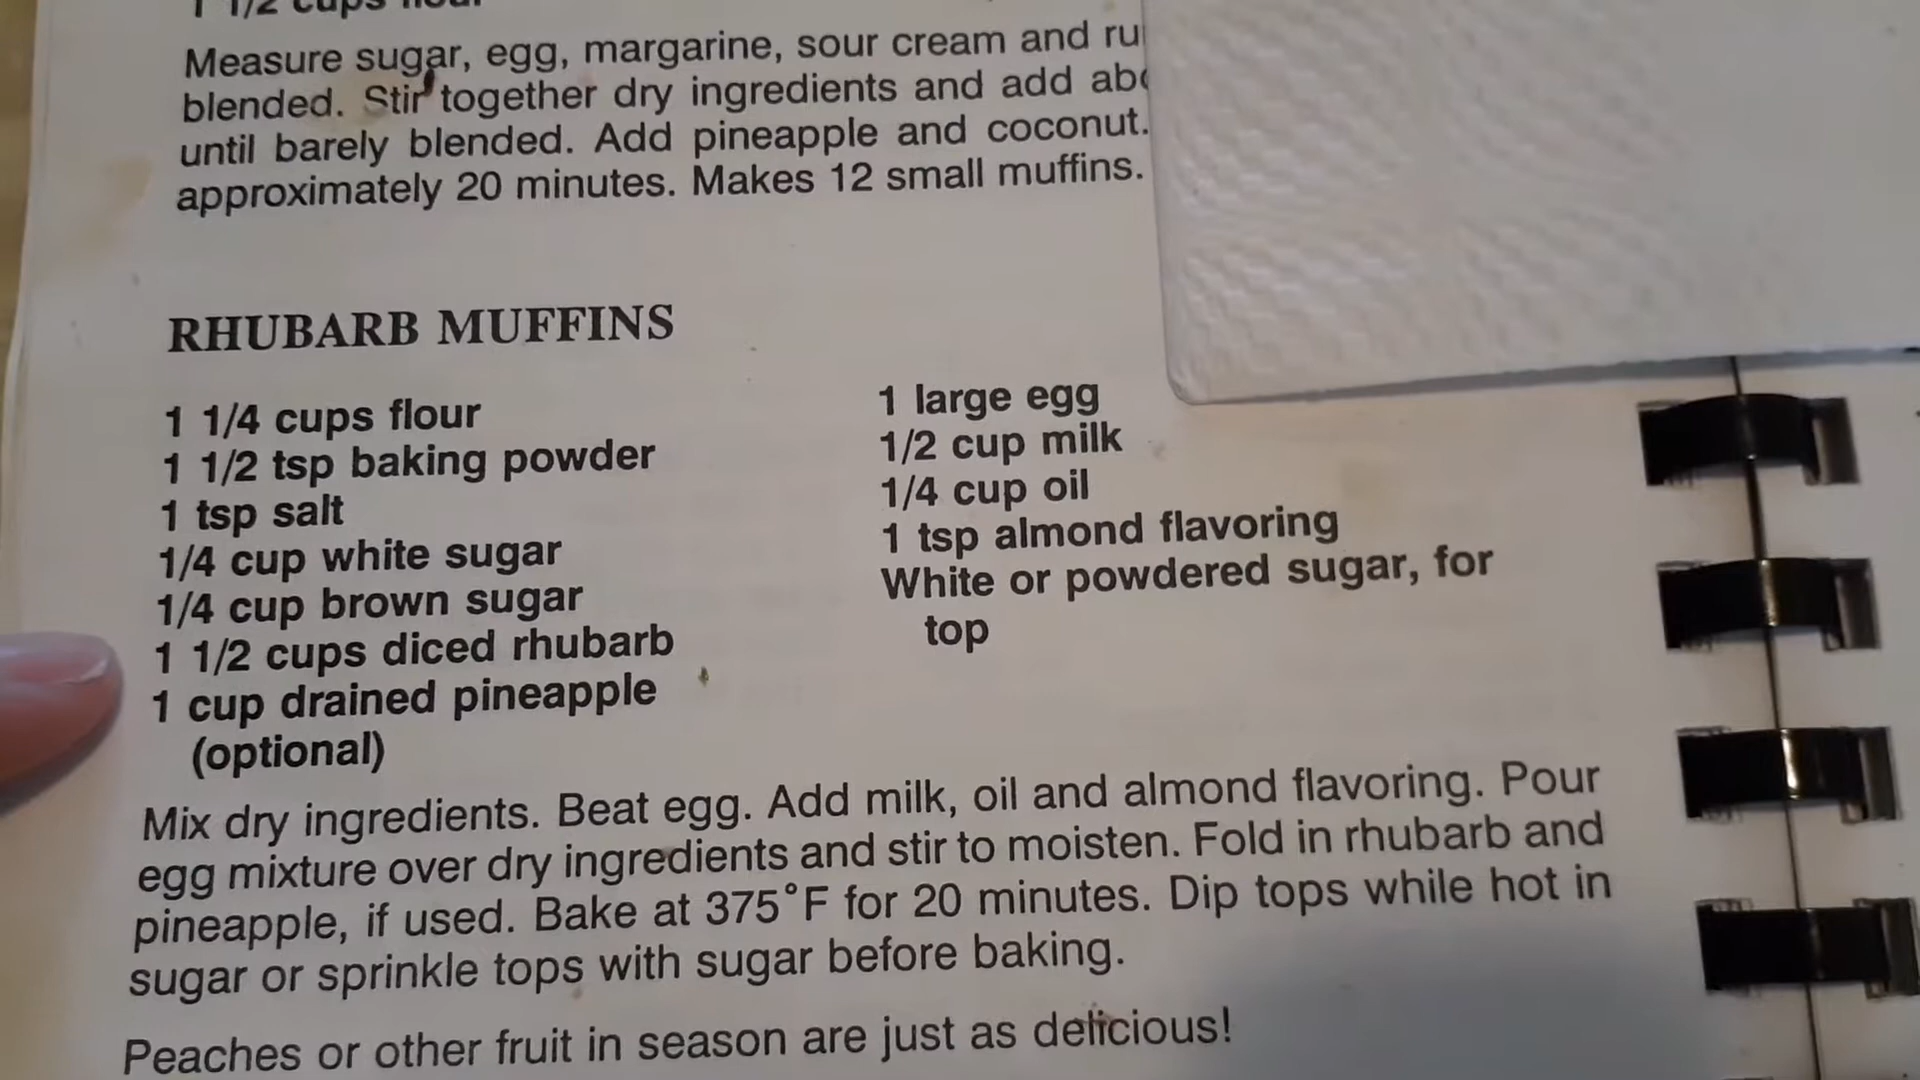 1 1/2 cups flour
Measure sugar, egg, margarine, sour cream and
blended. Stir together dry ingredients and add
until barely blended. Add pineapple and coconut.
approximately 20 minutes. Makes 12 small muffins.
RHUBARB MUFFINS
1 1/4 cups flour
1 1/2 tsp baking powder
1 tsp salt
1/4 cup white sugar
1/4 cup brown sugar
1 1/2 cups diced rhubarb
1 cup drained pineapple
(optional)
1 large egg
1/2 cup milk
1/4 cup oil
1 tsp almond flavoring
White or powdered sugar, for
top
Mix dry ingredients. Beat egg. Add milk, oil and almond flavoring. Pour
egg mixture over dry ingredients and stir to moisten. Fold in rhubarb and
pineapple, if used. Bake at 375°F for 20 minutes. Dip tops while hot in
sugar or sprinkle tops with sugar before baking.
Peaches or other fruit in season are just as delicious!